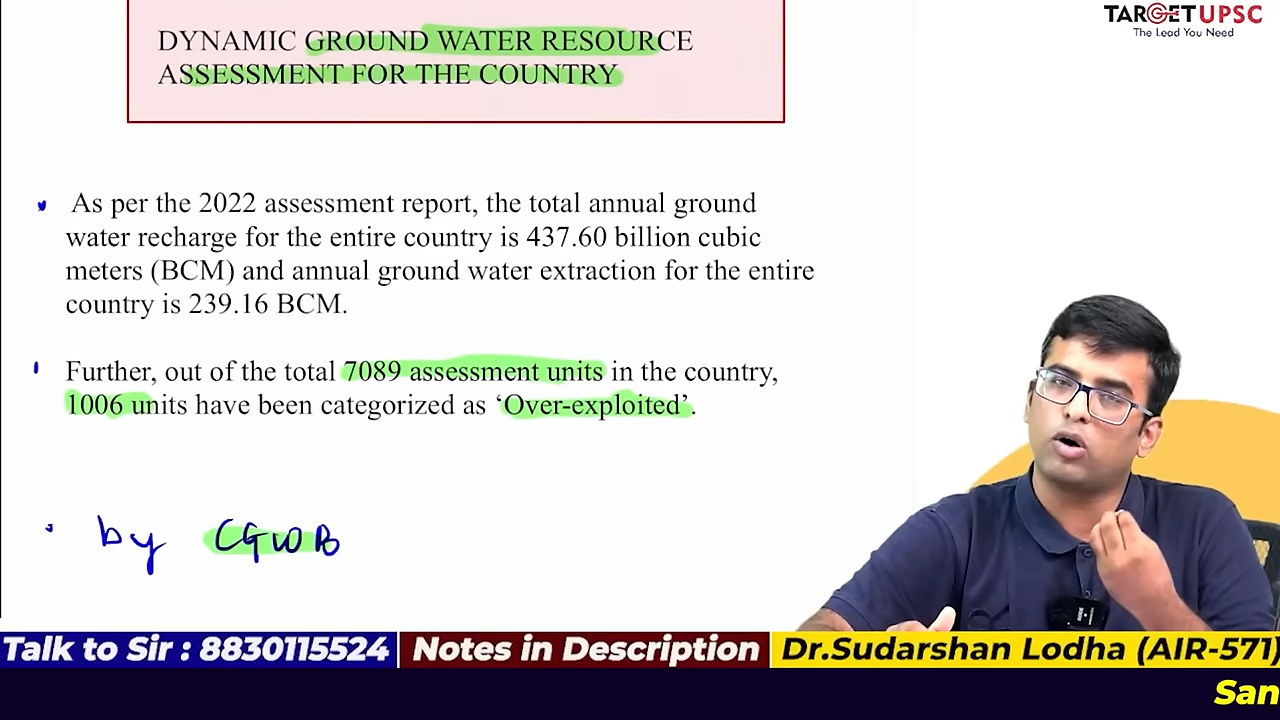 TARGET UPSC
The Lead You Need
DYNAMIC GROUND WATER RESOURCE
ASSESSMENT FOR THE COUNTRY
As per the 2022 assessment report, the total annual ground
water recharge for the entire country is 437.60 billion cubic
meters (BCM) and annual ground water extraction for the entire
country is 239.16 BCM.
Further, out of the total 7089 assessment units in the country,
1006 units have been categorized as ‘Over-exploited’.
by CGWB
Talk to Sir : 8830115524
Notes in Description
Dr.Sudarshan Lodha (AIR-571)
San